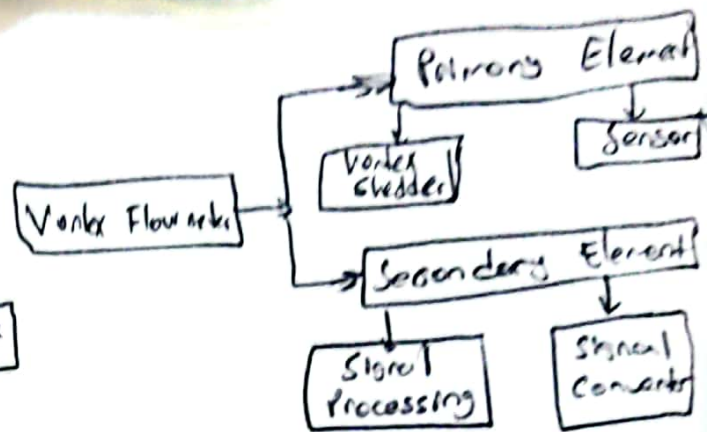 Primary Element
Vortex
Shedder
Sensor
Vortex Flowmeter
Secondary Element
Signal
Processing
Signal
Converter